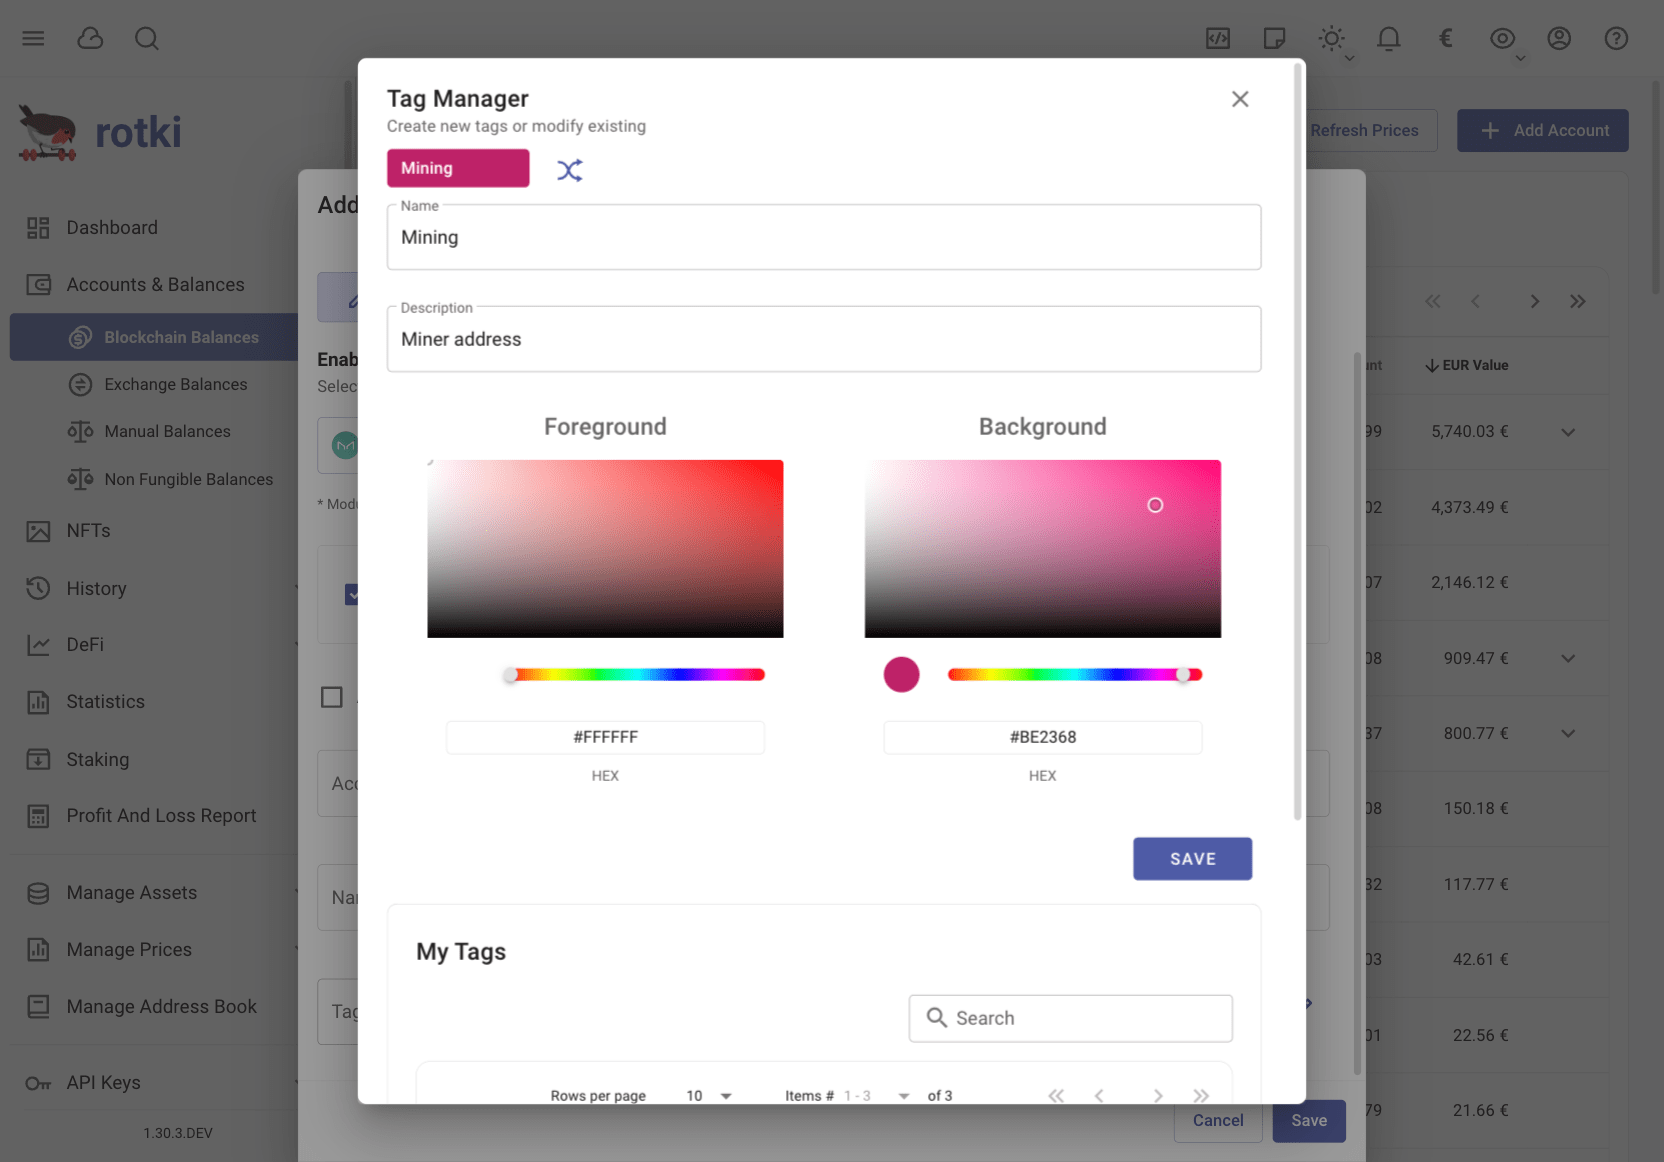 rotki
Refresh Prices
Add Account
Dashboard
Accounts & Balances
Blockchain Balances
Exchange Balances
Manual Balances
Non Fungible Balances
NFTs
History
DeFi
Statistics
Staking
Profit And Loss Report
Manage Assets
Manage Prices
Manage Address Book
API Keys
1.30.3.DEV
Add
Enab
Selec
* Modu
Acc
Nar
Tag
Tag Manager
Create new tags or modify existing
Mining
Name
Mining
Description
Miner address
Foreground
Background
#FFFFFF
HEX
#BE2368
HEX
SAVE
My Tags
Search
Rows per page 10 Items # 1 - 3 of 3
Cancel
Save
€
EUR Value
5,740.03 €
4,373.49 €
2,146.12 €
909.47 €
800.77 €
150.18 €
117.77 €
42.61 €
22.56 €
21.66 €